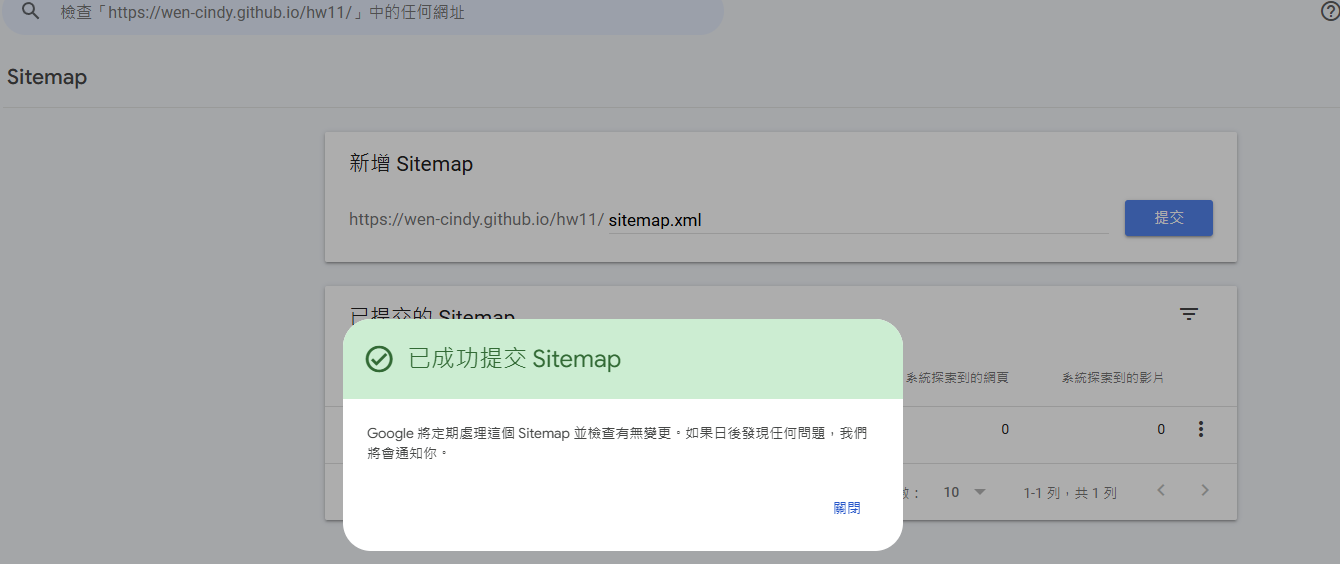 檢查「https://wen-cindy.github.io/hw11/」中的任何網址
Sitemap
新增 Sitemap
https://wen-cindy.github.io/hw11/ sitemap.xml
提交
已提交的 Sitemap
已成功提交 Sitemap
系統探索到的網頁 系統探索到的影片
Google 將定期處理這個 Sitemap 並檢查有無變更。如果日後發現任何問題，我們
將會通知你。
0 0
： 10 1-1 列，共 1 列
關閉